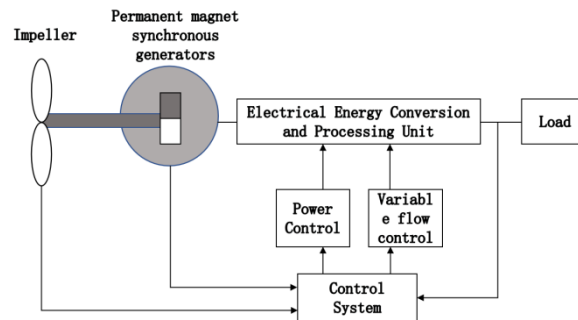 Impeller
Permanent magnet
synchronous
generators
Electrical Energy Conversion
and Processing Unit
Load
Power
Control
Variabl
e flow
control
Control
System